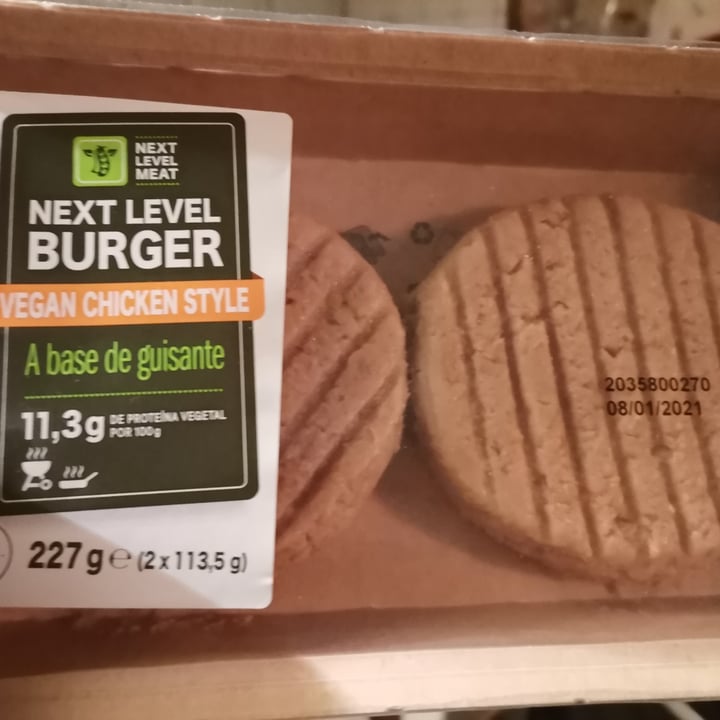 NEXT
LEVEL
MEAT
NEXT LEVEL
BURGER
VEGAN CHICKEN STYLE
A base de guisante
11,3g DE PROTEÍNA VEGETAL
POR 100g
227 g e (2 x 113,5 g)
2035800270
08/01/2021